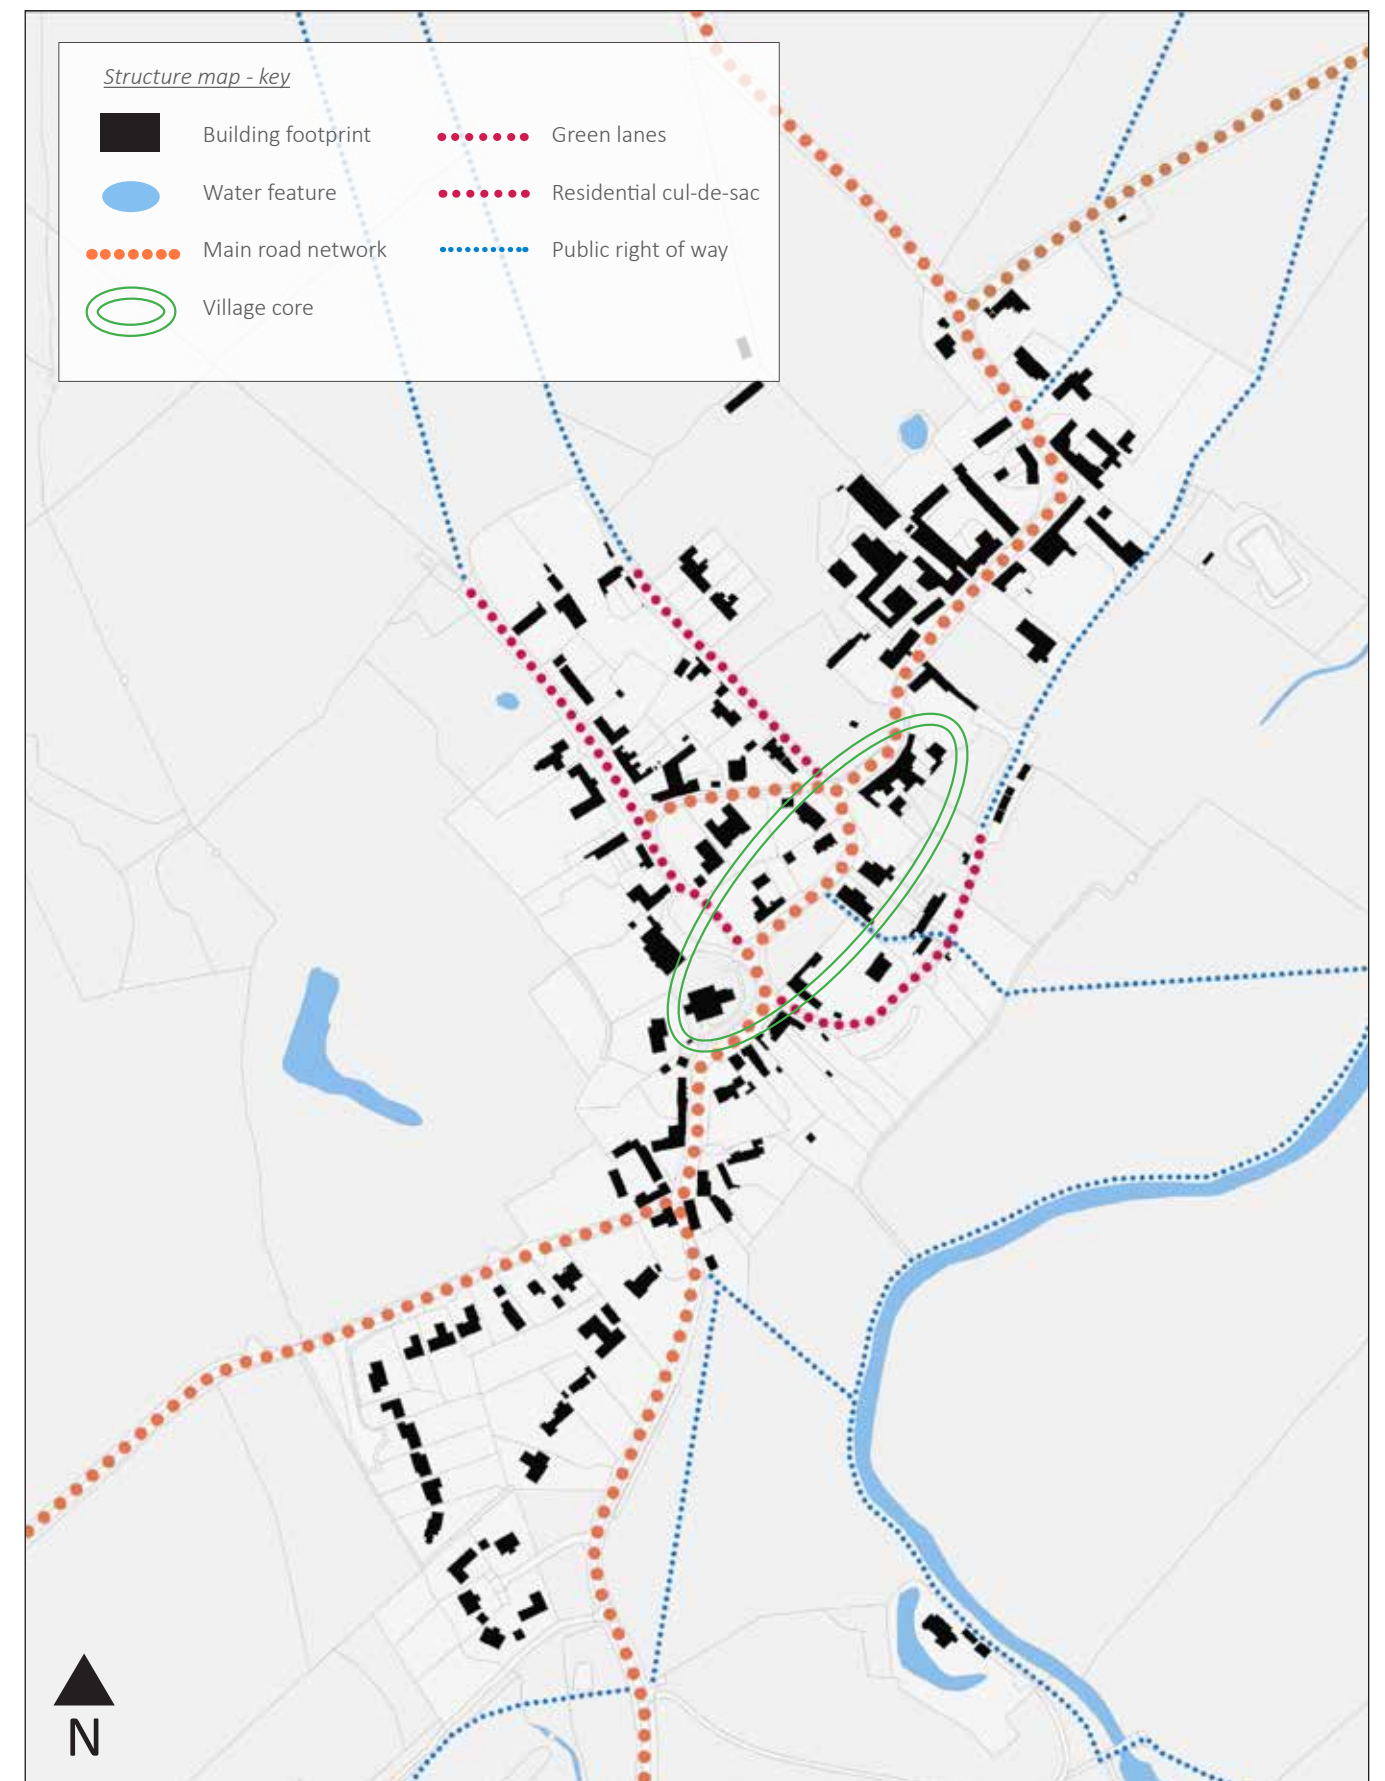 Structure map - key
Building footprint
Green lanes
Water feature
Residential cul-de-sac
Main road network
Public right of way
Village core
N